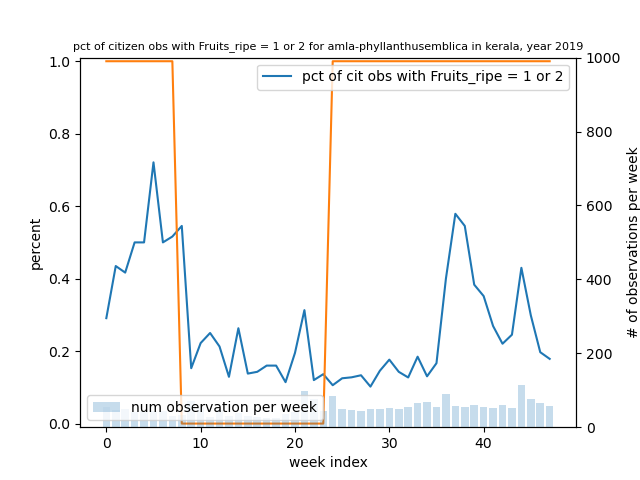 pct of citizen obs with Fruits_ripe = 1 or 2 for amla-phyllanthusemblica in kerala, year 2019
pct of cit obs with Fruits_ripe = 1 or 2
1.0
0.8
0.6
0.4
0.2
0.0
percent
1000
800
600
400
200
0
# of observations per week
num observation per week
0
10
20
30
40
week index